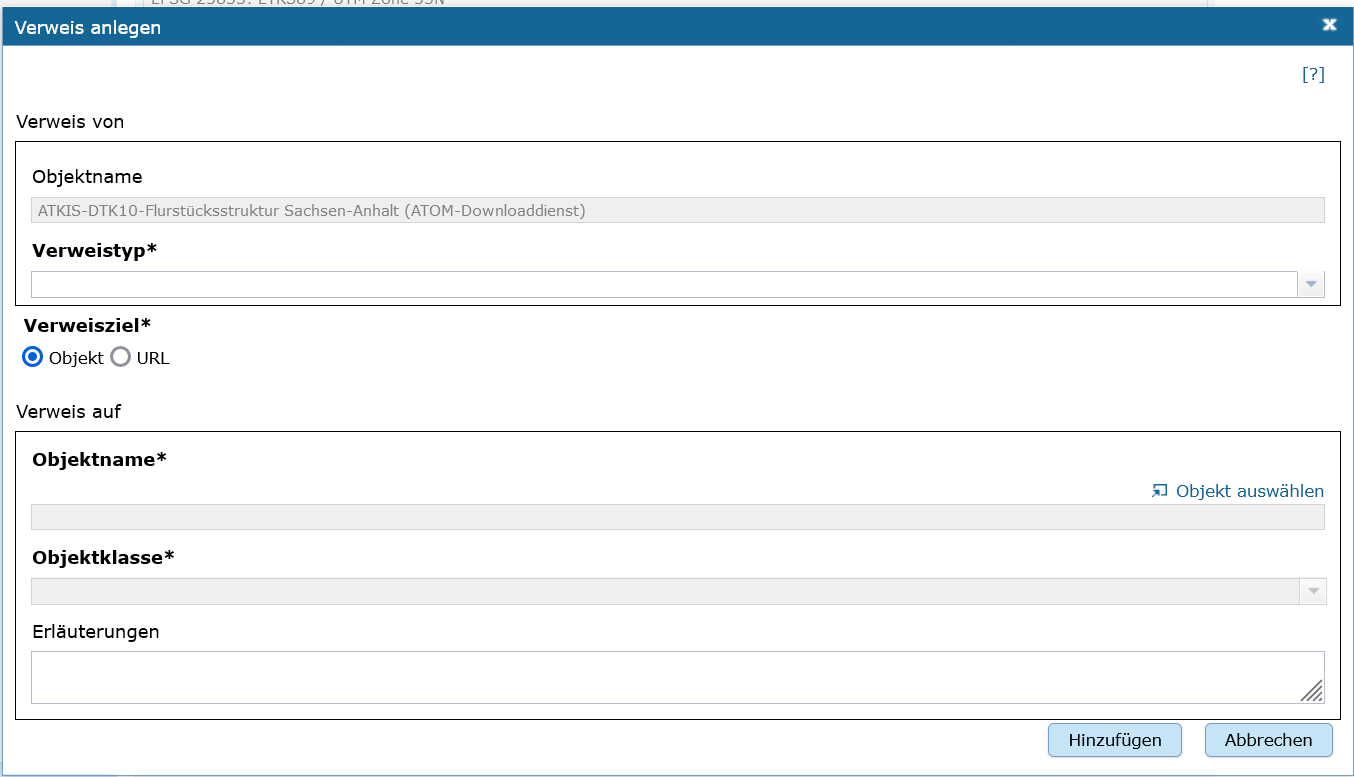 EPSG 25833: ETRS89 / UTM Zone 33N
Verweis anlegen
[?]
Verweis von
Objektname
ATKIS-DTK10-Flurstücksstruktur Sachsen-Anhalt (ATOM-Downloaddienst)
Verweistyp*
Verweisziel*
Objekt URL
Verweis auf
Objektname*
Objekt auswählen
Objektklasse*
Erläuterungen
Hinzufügen Abbrechen